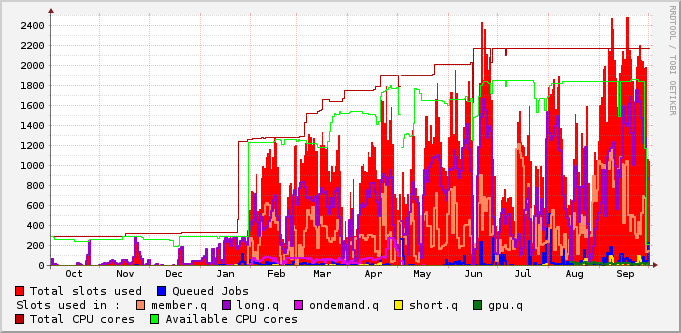 2400
2200
2000
1800
1600
1400
1200
1000
800
600
400
200
0
Oct Nov Dec Jan Feb Mar Apr May Jun Jul Aug Sep
RRDTOOL / TOBI OETIKER
Total slots used Queued Jobs
Slots used in : member.q long.q ondemand.q short.q gpu.q
Total CPU cores Available CPU cores